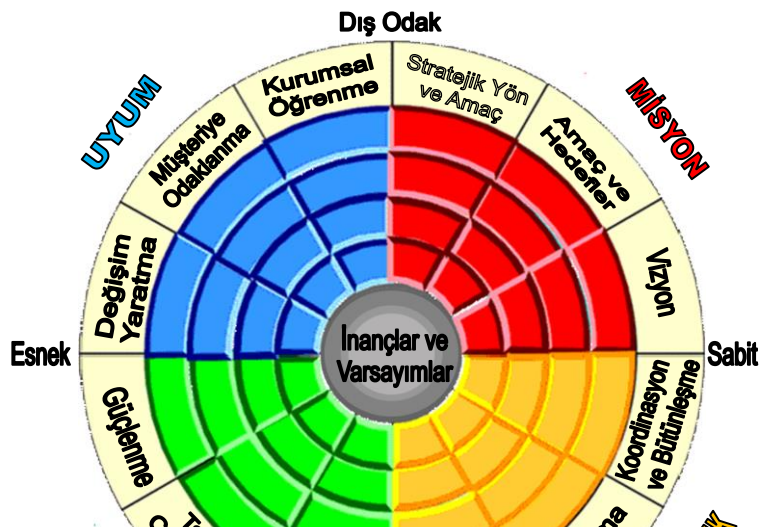 Dış Odak
UYUM
Kurumsal
Öğrenme
Stratejik Yön
ve Amaç
MİSYON
Müşteriye
Odaklanma
Amaç ve
Hedefler
Değişim
Yaratma
Vizyon
Esnek
İnançlar ve
Varsayımlar
Sabit
Güçlenme
Koordinasyon
ve Bütünleşme